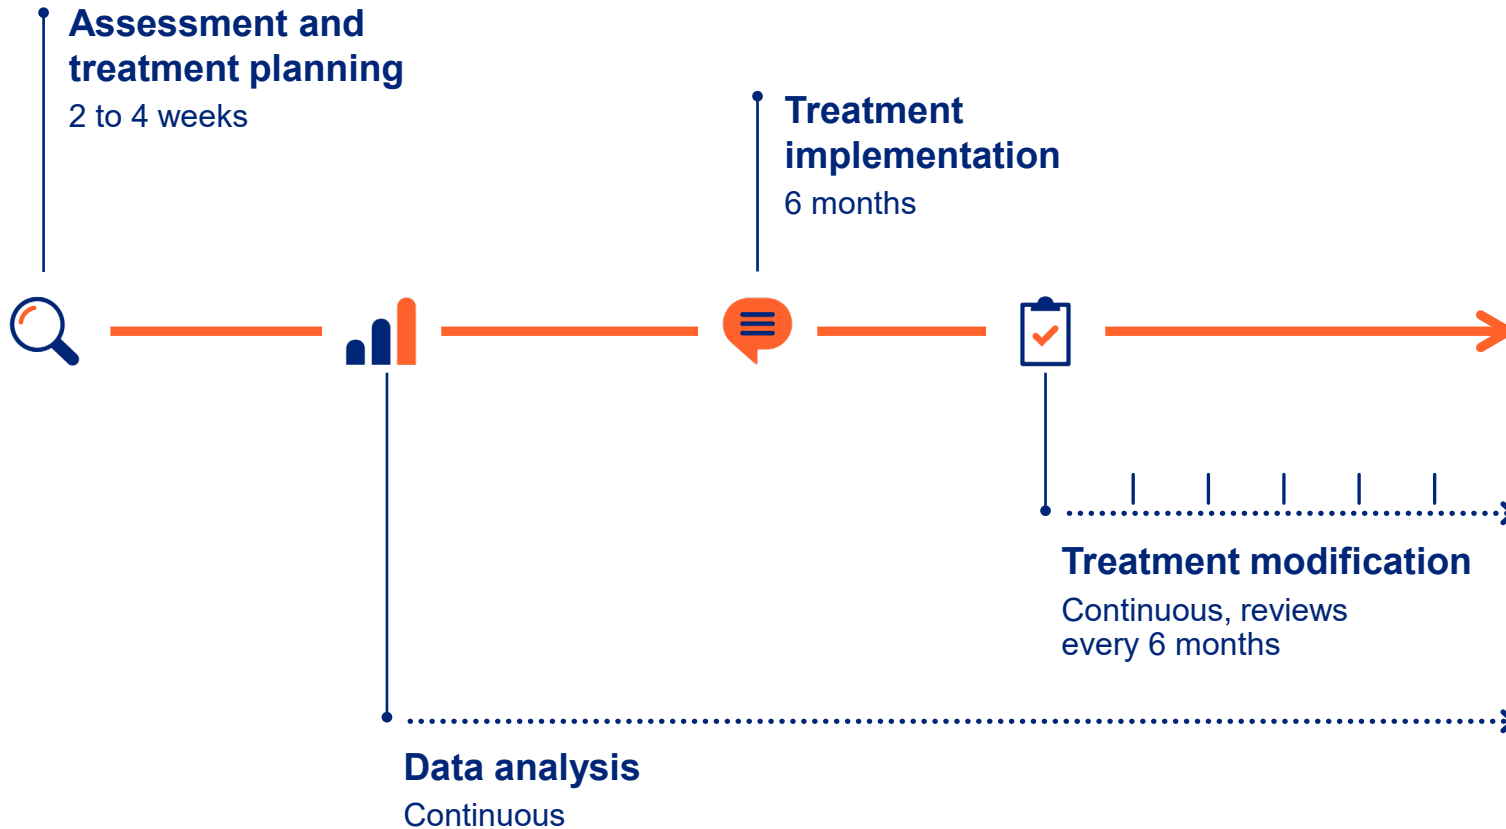 Assessment and
treatment planning
2 to 4 weeks
Treatment
implementation
6 months
Treatment modification
Continuous, reviews
every 6 months
Data analysis
Continuous